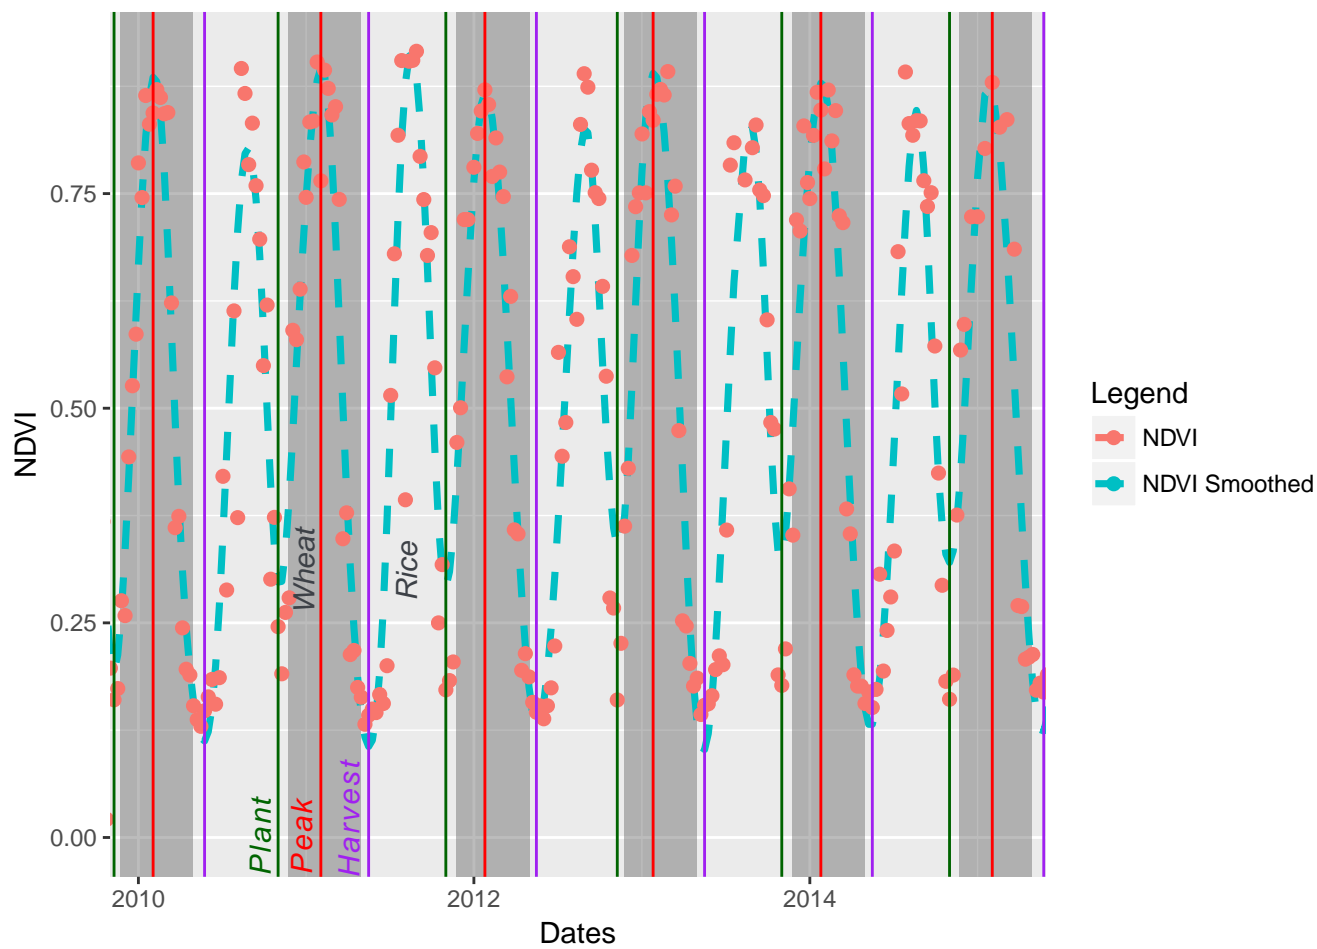 NDVI
0.75
0.50
0.25
0.00
Wheat
Rice
Plant
Peak
Harvest
2010
2012
2014
Dates
Legend
NDVI
NDVI Smoothed